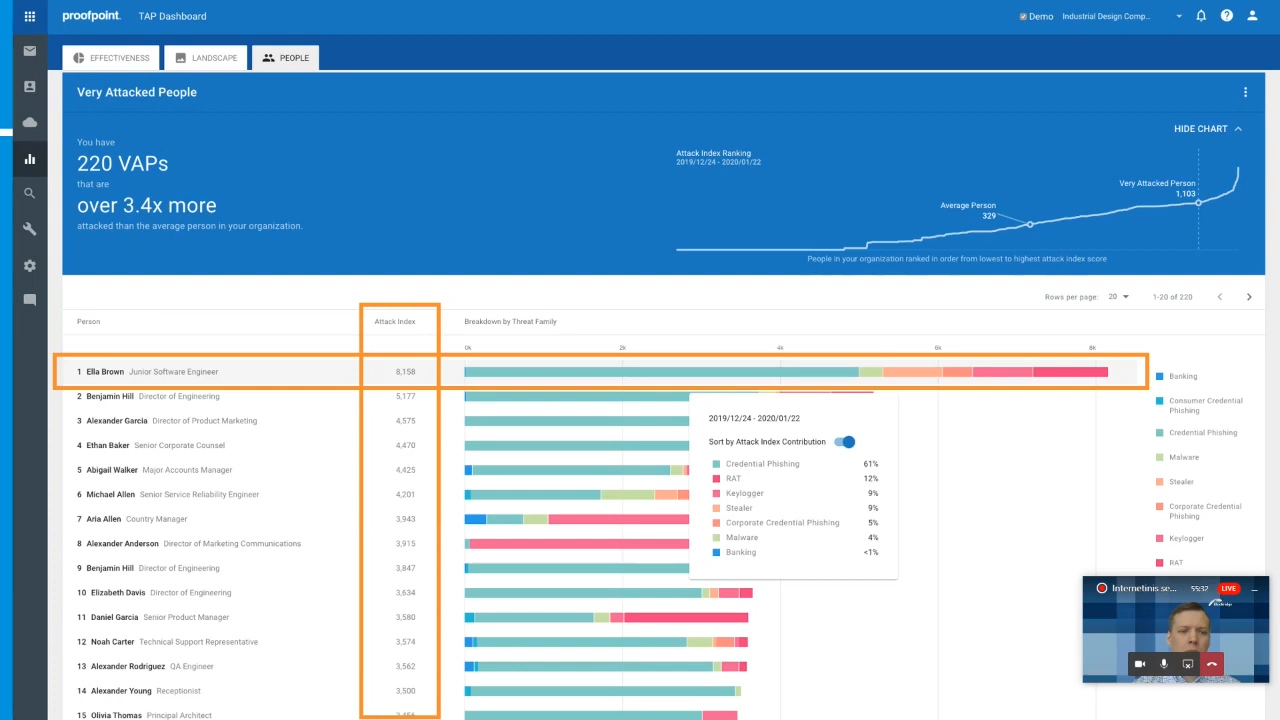 proofpoint. TAP Dashboard
Demo Industrial Design Comp...
EFFECTIVENESS LANDSCAPE PEOPLE
Very Attacked People
HIDE CHART
You have
220 VAPs
that are
over 3.4x more
attacked than the average person in your organization.
Attack Index Ranking
2019/12/24 - 2020/01/22
Very Attacked Person
1,103
Average Person
329
People in your organization ranked in order from lowest to highest attack index score
Rows per page: 20 1-20 of 220
Person Attack Index Breakdown by Threat Family
0k 2k 4k 6k 8k
1 Ella Brown Junior Software Engineer 8,158
2 Benjamin Hill Director of Engineering 5,177
3 Alexander Garcia Director of Product Marketing 4,575
4 Ethan Baker Senior Corporate Counsel 4,470
5 Abigail Walker Major Accounts Manager 4,425
6 Michael Allen Senior Service Reliability Engineer 4,201
7 Aria Allen Country Manager 3,943
8 Alexander Anderson Director of Marketing Communications 3,915
9 Benjamin Hill Director of Engineering 3,847
10 Elizabeth Davis Director of Engineering 3,634
11 Daniel Garcia Senior Product Manager 3,580
12 Noah Carter Technical Support Representative 3,574
13 Alexander Rodriguez QA Engineer 3,562
14 Alexander Young Receptionist 3,500
15 Olivia Thomas Principal Architect
2019/12/24 - 2020/01/22
Sort by Attack Index Contribution
Credential Phishing 61%
RAT 12%
Keylogger 9%
Stealer 9%
Corporate Credential Phishing 5%
Malware 4%
Banking <1%
Banking
Consumer Credential
Phishing
Credential Phishing
Malware
Stealer
Corporate Credential
Phishing
Keylogger
RAT
Internetinis se... 55:32 LIVE